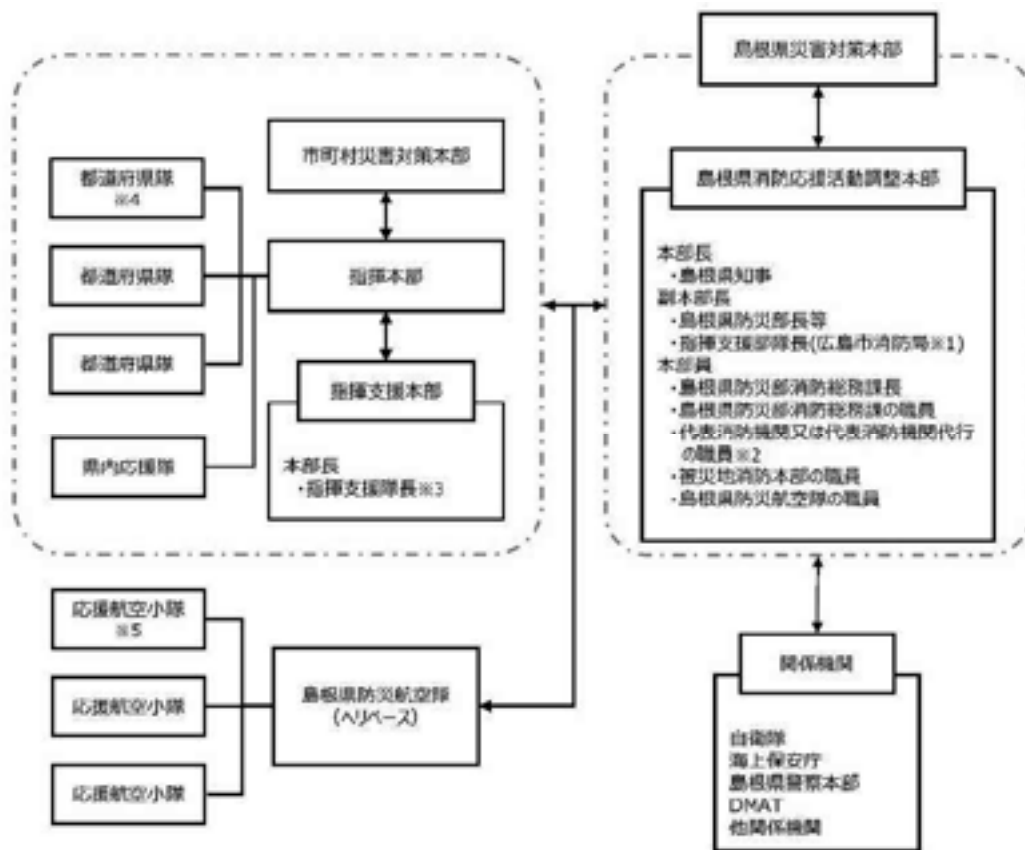 島根県災害対策本部
島根県消防応援活動調整本部
本部長
・島根県知事
副本部長
・島根県防災部長等
・指揮支援部隊長(広島市消防局※1)
本部員
・島根県防災部消防総務課長
・島根県防災部消防総務課の職員
・代表消防機関又は代表消防機関代行
の職員※2
・被災地消防本部の職員
・島根県防災航空隊の職員
市町村災害対策本部
都道府県隊
※4
都道府県隊
指揮本部
都道府県隊
指揮支援本部
県内応援隊
本部長
・指揮支援隊長※3
応援航空小隊
※5
応援航空小隊
応援航空小隊
島根県防災航空隊
(ヘリベース)
関係機関
自衛隊
海上保安庁
島根県警察本部
DMAT
他関係機関